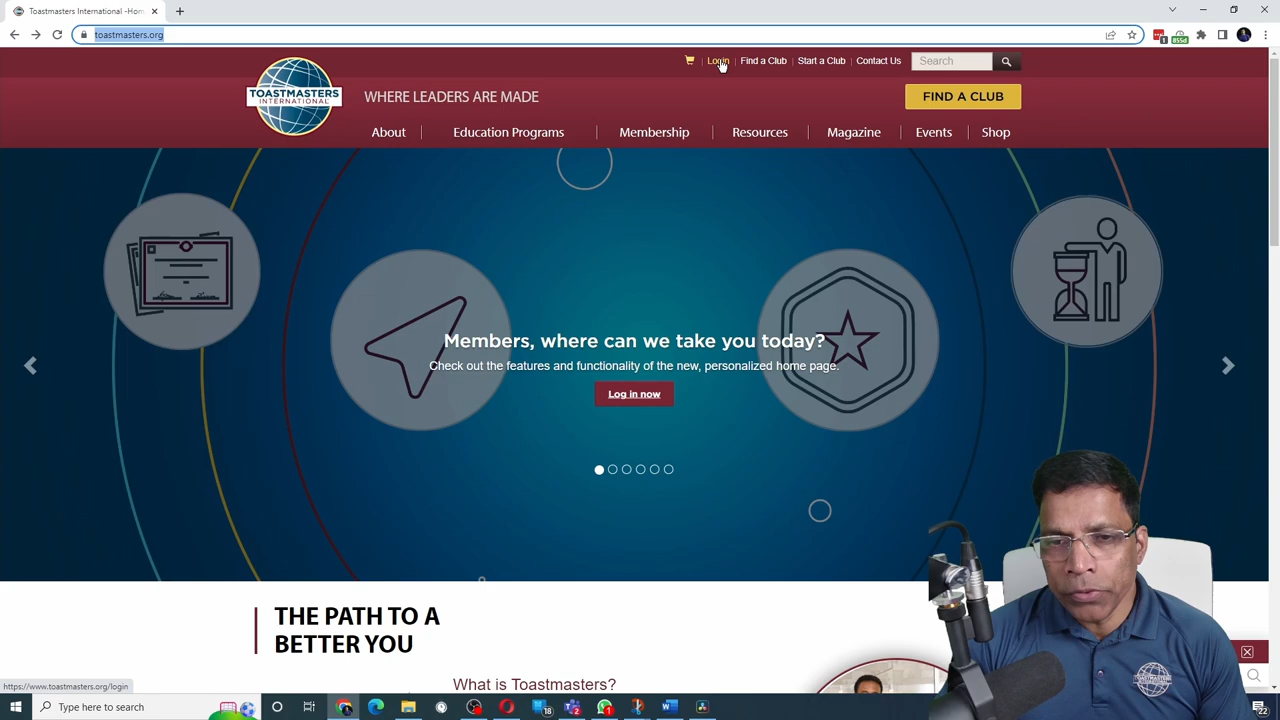 Toastmasters International -Hom
toastmasters.org
Login Find a Club Start a Club Contact Us Search
TOASTMASTERS
INTERNATIONAL
WHERE LEADERS ARE MADE
FIND A CLUB
About Education Programs Membership Resources Magazine Events Shop
Members, where can we take you today?
Check out the features and functionality of the new, personalized home page.
Log in now
THE PATH TO A
BETTER YOU
What is Toastmasters?
https://www.toastmasters.org/login
Type here to search